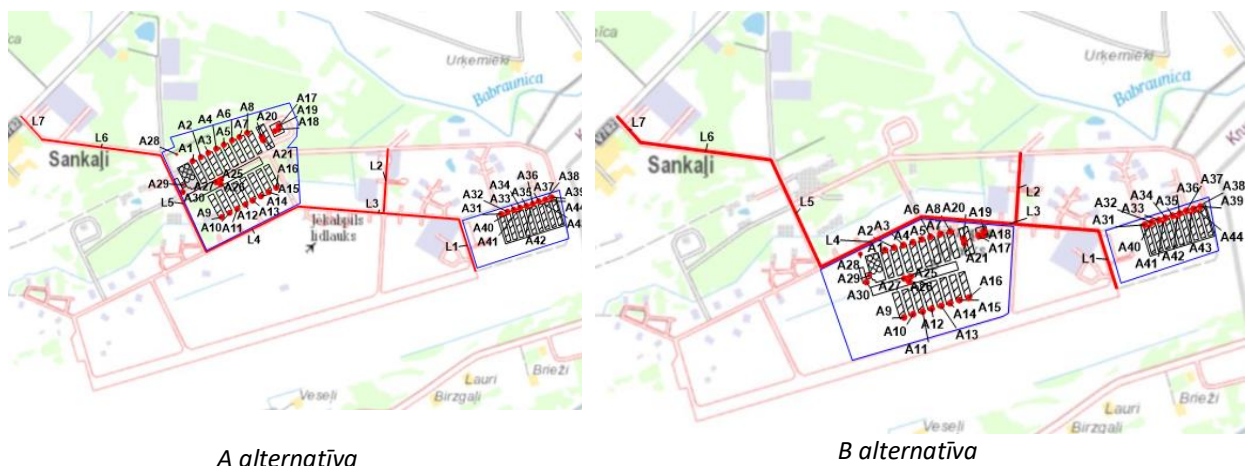 Urķernieki
Babraunica
L7
L6
A28
A2
A4
A6
A8
A17
A19
A18
A20
A1
A3
A5
A7
Sankaļi
A21
L2
A16
A29
A27
A25
A26
A30
L5
A15
A14
A13
A9
A10
A11
A12
L4
L3
Jēkabpils
lidlauks
A36
A38
A34
A35
A37
A32
A33
A31
A40
A41
A42
L1
Veseļi
Lauri
Birzgaļi
Brieži
A alternatīva
Urķernieki
Babraunica
L7
L6
Sankaļi
L5
L2
A6
A8
A20
A19
L3
A2
A3
A4
A5
A7
L4
A1
A18
A17
A21
A28
A29
A30
A25
A27
A26
A16
A15
A14
A13
A9
A10
A12
A11
A37
A36
A38
A34
A35
A39
A32
A33
A31
A40
A41
A42
A43
A44
L1
Veseļi
Lauri
Birzgaļi
Brieži
B alternatīva